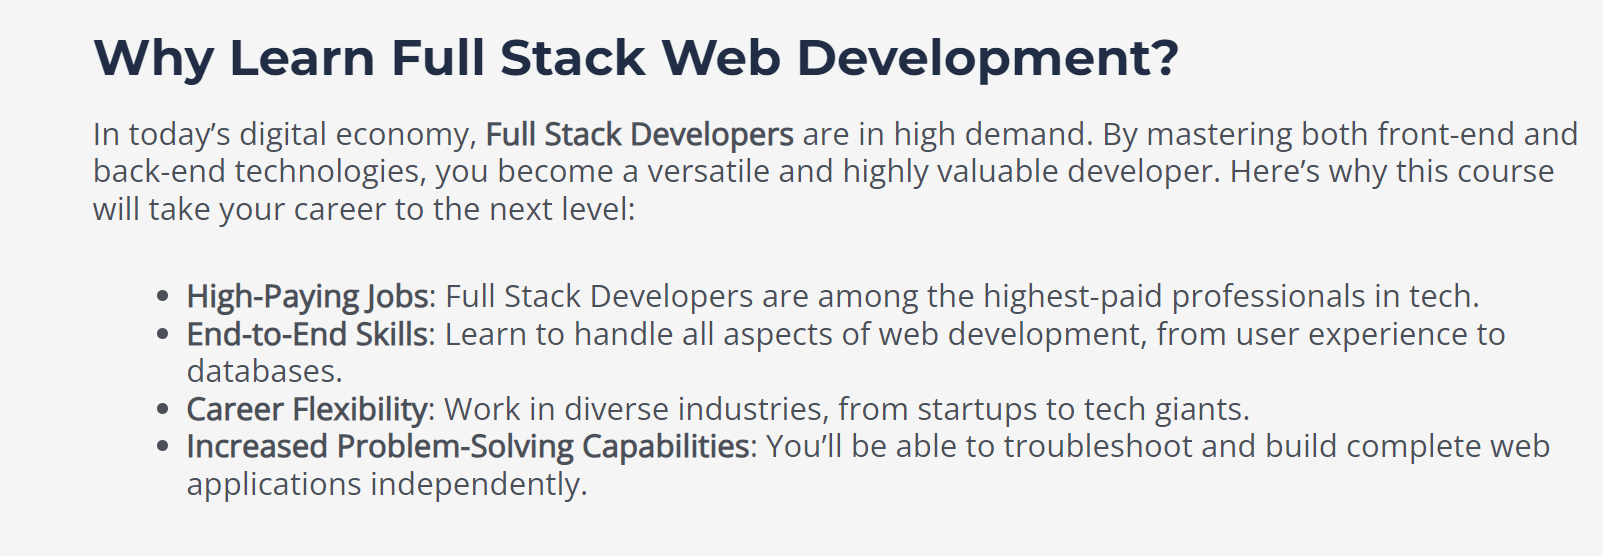 Why Learn Full Stack Web Development?
In today’s digital economy, Full Stack Developers are in high demand. By mastering both front-end and
back-end technologies, you become a versatile and highly valuable developer. Here’s why this course
will take your career to the next level:
• High-Paying Jobs: Full Stack Developers are among the highest-paid professionals in tech.
• End-to-End Skills: Learn to handle all aspects of web development, from user experience to
databases.
• Career Flexibility: Work in diverse industries, from startups to tech giants.
• Increased Problem-Solving Capabilities: You’ll be able to troubleshoot and build complete web
applications independently.